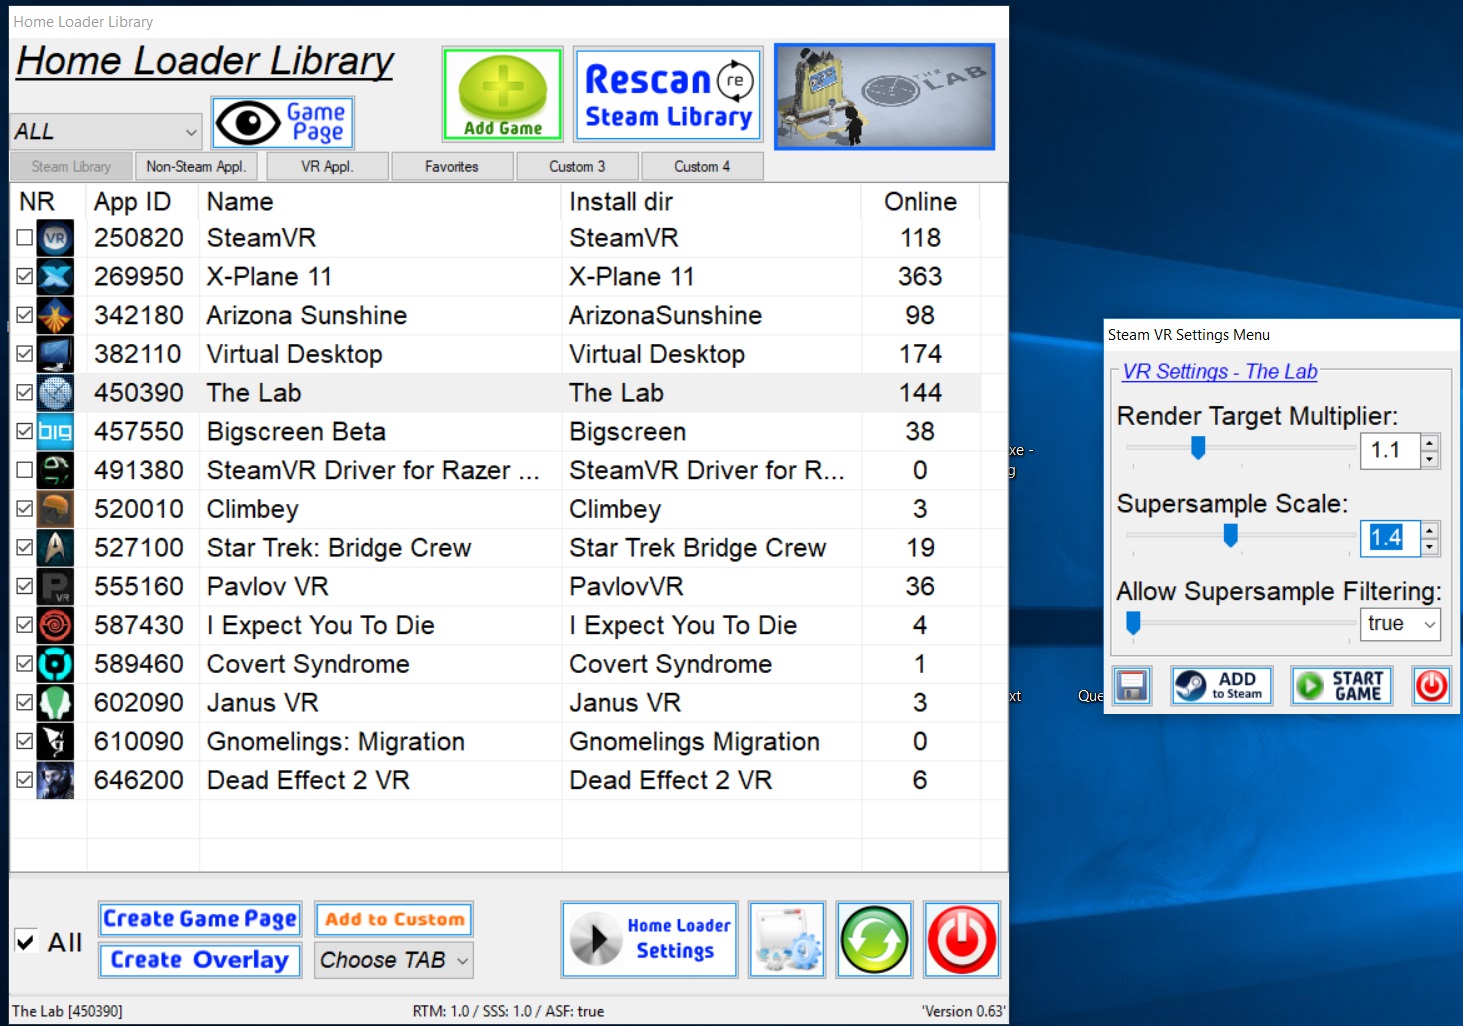 Home Loader Library
Home Loader Library
ALL
Game Page
Add Game
Rescan re
Steam Library
THE LAB
Steam Library Non-Steam Appl. VR Appl. Favorites Custom 3 Custom 4
NR App ID Name Install dir Online
VR 250820 SteamVR SteamVR 118
X 269950 X-Plane 11 X-Plane 11 363
342180 Arizona Sunshine ArizonaSunshine 98
382110 Virtual Desktop Virtual Desktop 174
450390 The Lab The Lab 144
big 457550 Bigscreen Beta Bigscreen 38
491380 SteamVR Driver for Razer ... SteamVR Driver for R... 0
520010 Climbey Climbey 3
527100 Star Trek: Bridge Crew Star Trek Bridge Crew 19
P VR 555160 Pavlov VR PavlovVR 36
587430 I Expect You To Die I Expect You To Die 4
589460 Covert Syndrome Covert Syndrome 1
602090 Janus VR Janus VR 3
610090 Gnomelings: Migration Gnomelings Migration 0
646200 Dead Effect 2 VR Dead Effect 2 VR 6
All
Create Game Page
Create Overlay
Add to Custom
Choose TAB
Home Loader
Settings
The Lab [450390] RTM: 1.0 / SSS: 1.0 / ASF: true 'Version 0.63'
xe -
g
xt
Que
Steam VR Settings Menu
VR Settings - The Lab
Render Target Multiplier:
1.1
Supersample Scale:
1.4
Allow Supersample Filtering:
true
ADD
to Steam
START
GAME